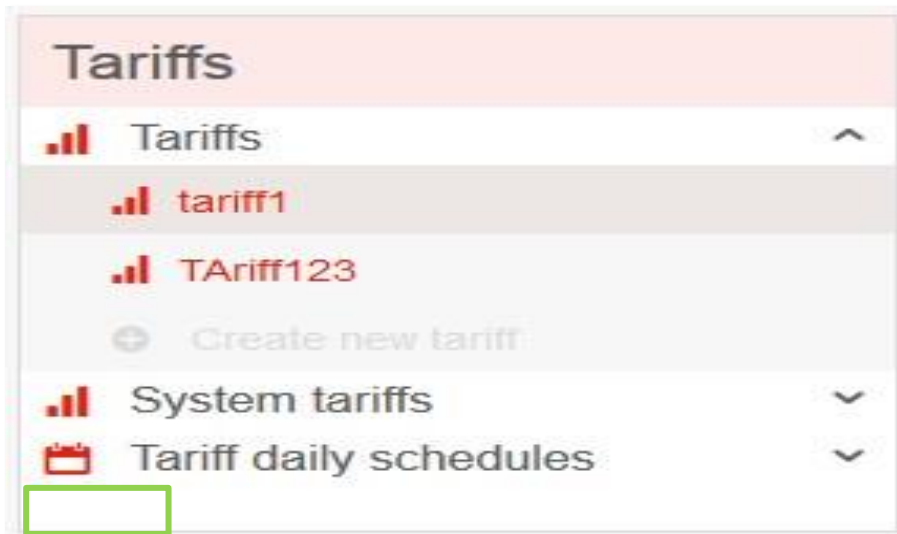 Tariffs
Tariffs
tariff1
TAriff123
Create new tariff
System tariffs
Tariff daily schedules